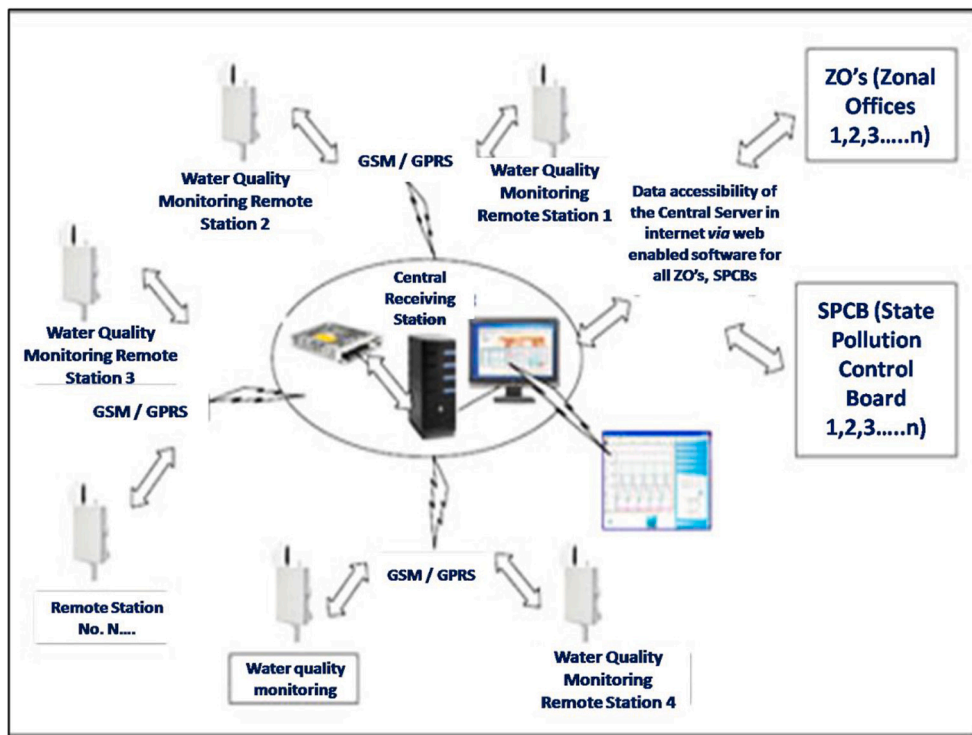 ZO's (Zonal
Offices
1,2,3.....n)
GSM / GPRS
Water Quality
Monitoring Remote
Station 2
Water Quality
Monitoring
Remote Station 1
Data accessibility of
the Central Server in
internet via web
enabled software for
all ZO's, SPCBs
Central
Receiving
Station
SPCB (State
Pollution
Control
Board
1,2,3.....n)
Water Quality
Monitoring Remote
Station 3
GSM / GPRS
GSM / GPRS
Remote Station
No. N....
Water quality
monitoring
Water Quality
Monitoring
Remote Station 4